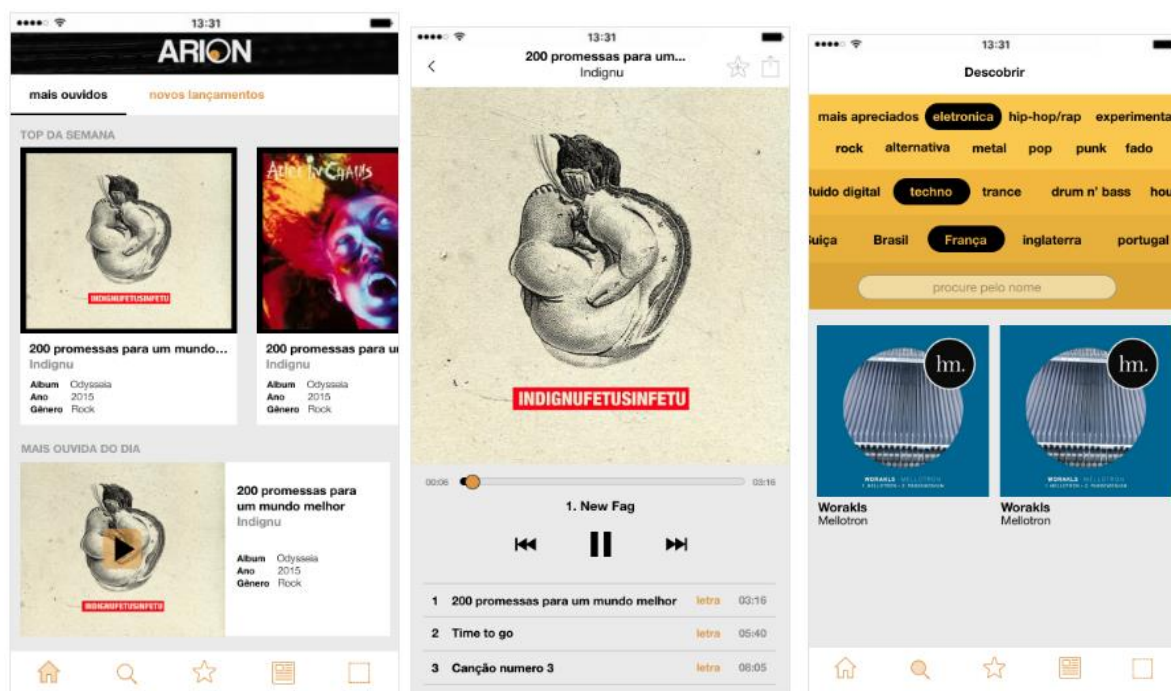 13:31
ARION
mais ouvidos
novos lançamentos
TOP DA SEMANA
ALICE IN CHAINS
INDIGNUFETUSINFETU
200 promessas para um mundo...
Indignu
Album Odysseia
Ano 2015
Gênero Rock
200 promessas para u
Indignu
Album Odysseia
Ano 2015
Gênero Rock
MAIS OUVIDA DO DIA
INDIGNUFETUSINFETU
200 promessas para
um mundo melhor
Indignu
Album Odysseia
Ano 2015
Gênero Rock
13:31
200 promessas para um...
Indignu
INDIGNUFETUSINFETU
00:06
03:16
1. New Fag
1 200 promessas para um mundo melhor letra 03:16
2 Time to go letra 05:40
3 Canção numero 3 letra 08:05
13:31
Descobrir
mais apreciados eletronica hip-hop/rap experimenta
rock alternativa metal pop punk fado
Ruido digital techno trance drum n' bass hou
Suiça Brasil França inglaterra portugal
procure pelo nome
hm.
WORAKLS MELLOTRON
hm.
WORAKLS MELLOTRON
Worakls
Mellotron
Worakls
Mellotron